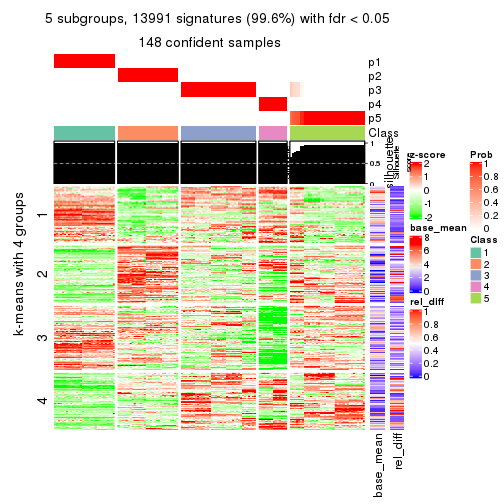 5 subgroups, 13991 signatures (99.6%) with fdr < 0.05
148 confident samples
p1
p2
p3
p4
p5
Class
1
0.5
0
silhouette
Silhouette
score
k-means with 4 groups
1
2
3
4
base_mean
rel_diff
z-score
2
1
0
-1
-2
base_mean
8
6
4
2
0
rel_diff
1
0.8
0.6
0.4
0.2
0
Prob
1
0.8
0.6
0.4
0.2
0
Class
1
2
3
4
5